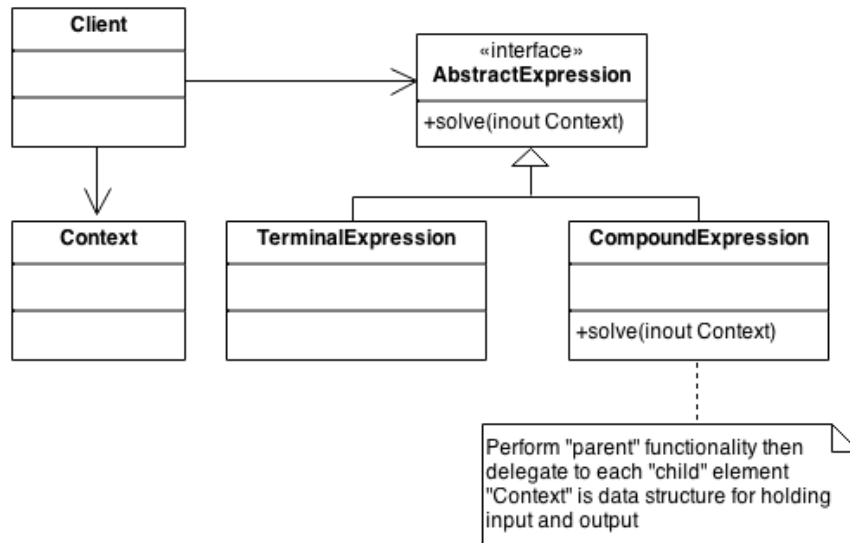 Client
«interface»
AbstractExpression
+solve(inout Context)
Context
TerminalExpression
CompoundExpression
+solve(inout Context)
Perform "parent" functionality then
delegate to each "child" element
"Context" is data structure for holding
input and output